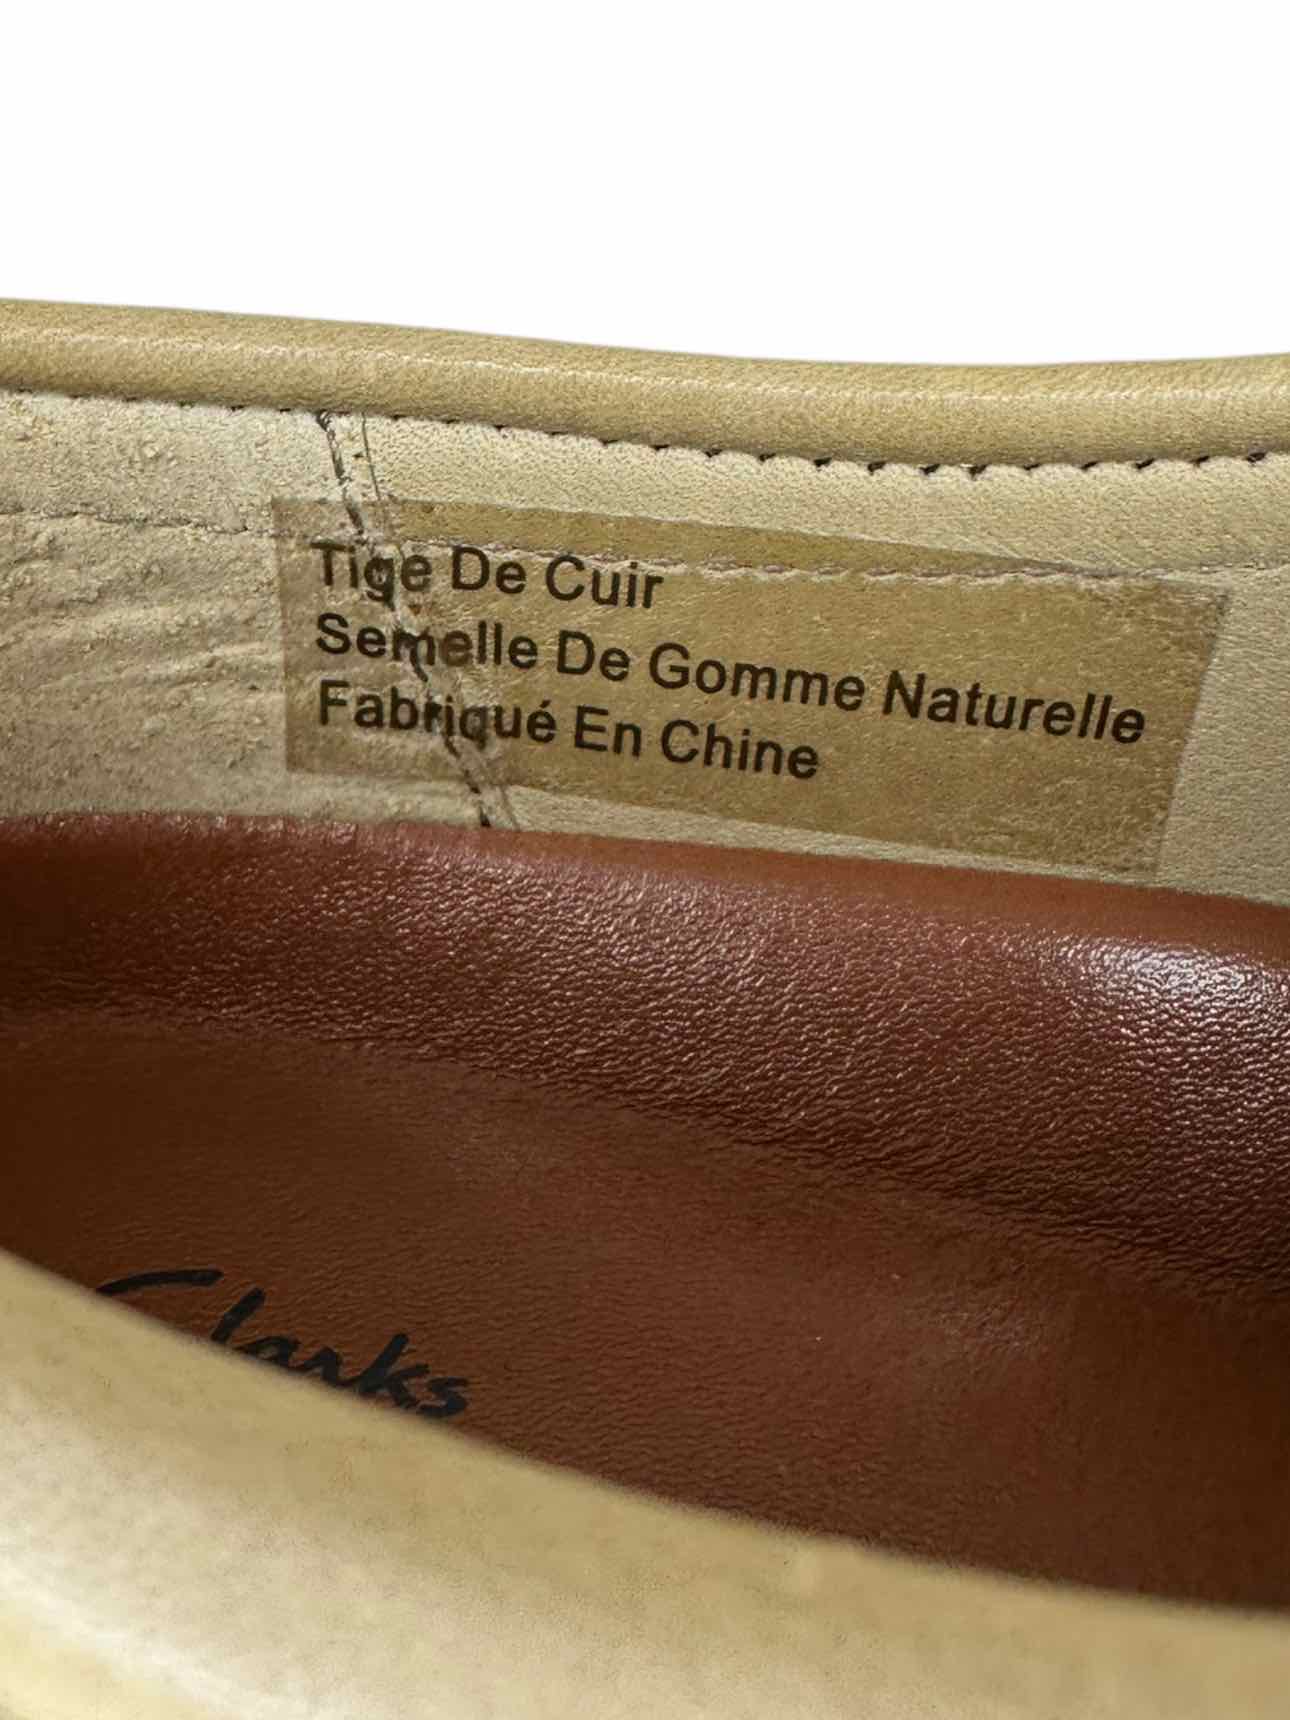 Tige De Cuir
Semelle De Gomme Naturelle
Fabriqué En Chine
Clarks